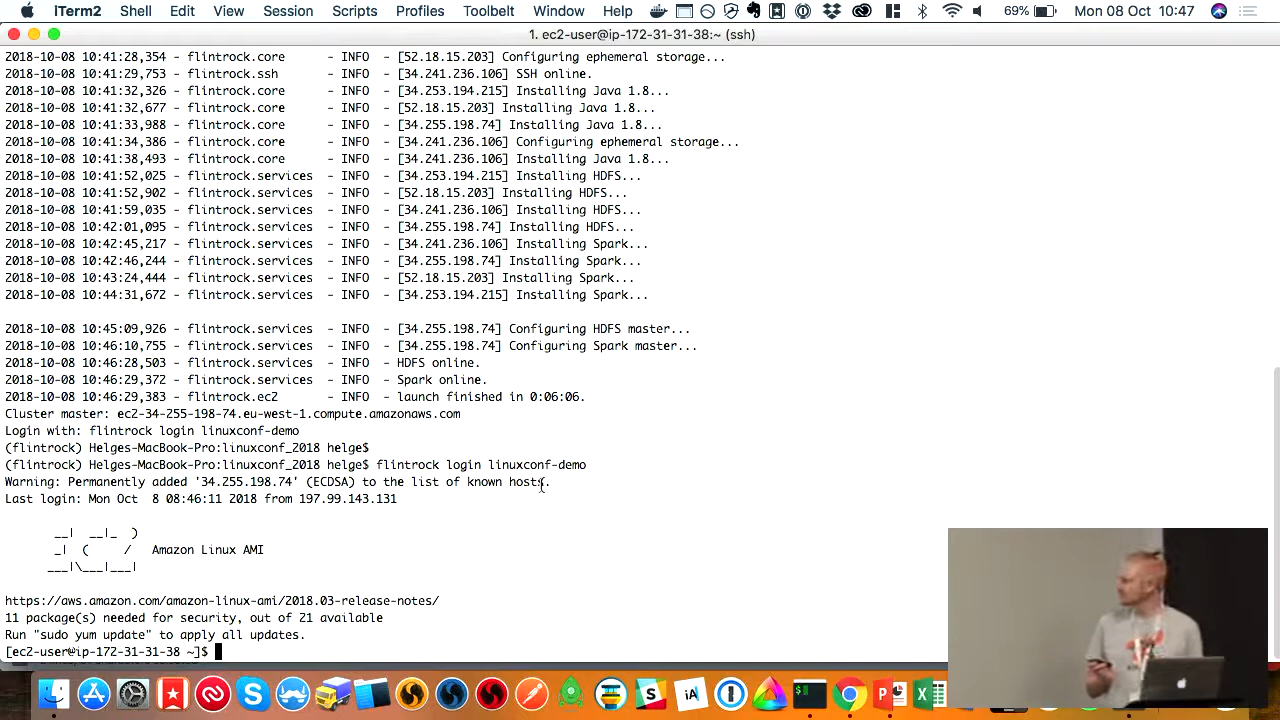 iTerm2 Shell Edit View Session Scripts Profiles Toolbelt Window Help 69% Mon 08 Oct 10:47
1. ec2-user@ip-172-31-31-38:~ (ssh)
2018-10-08 10:41:28,354 - flintrock.core - INFO - [52.18.15.203] Configuring ephemeral storage...
2018-10-08 10:41:29,753 - flintrock.ssh - INFO - [34.241.236.106] SSH online.
2018-10-08 10:41:32,326 - flintrock.core - INFO - [34.253.194.215] Installing Java 1.8...
2018-10-08 10:41:32,677 - flintrock.core - INFO - [52.18.15.203] Installing Java 1.8...
2018-10-08 10:41:33,988 - flintrock.core - INFO - [34.255.198.74] Installing Java 1.8...
2018-10-08 10:41:34,386 - flintrock.core - INFO - [34.241.236.106] Configuring ephemeral storage...
2018-10-08 10:41:38,493 - flintrock.core - INFO - [34.241.236.106] Installing Java 1.8...
2018-10-08 10:41:52,025 - flintrock.services - INFO - [34.253.194.215] Installing HDFS...
2018-10-08 10:41:52,902 - flintrock.services - INFO - [52.18.15.203] Installing HDFS...
2018-10-08 10:41:59,035 - flintrock.services - INFO - [34.241.236.106] Installing HDFS...
2018-10-08 10:42:01,095 - flintrock.services - INFO - [34.255.198.74] Installing HDFS...
2018-10-08 10:42:45,217 - flintrock.services - INFO - [34.241.236.106] Installing Spark...
2018-10-08 10:42:46,244 - flintrock.services - INFO - [34.255.198.74] Installing Spark...
2018-10-08 10:43:24,444 - flintrock.services - INFO - [52.18.15.203] Installing Spark...
2018-10-08 10:44:31,672 - flintrock.services - INFO - [34.253.194.215] Installing Spark...
2018-10-08 10:45:09,926 - flintrock.services - INFO - [34.255.198.74] Configuring HDFS master...
2018-10-08 10:46:10,755 - flintrock.services - INFO - [34.255.198.74] Configuring Spark master...
2018-10-08 10:46:28,503 - flintrock.services - INFO - HDFS online.
2018-10-08 10:46:29,372 - flintrock.services - INFO - Spark online.
2018-10-08 10:46:29,383 - flintrock.ec2 - INFO - launch finished in 0:06:06.
Cluster master: ec2-34-255-198-74.eu-west-1.compute.amazonaws.com
Login with: flintrock login linuxconf-demo
(flintrock) Helges-MacBook-Pro:linuxconf_2018 helge$
(flintrock) Helges-MacBook-Pro:linuxconf_2018 helge$ flintrock login linuxconf-demo
Warning: Permanently added '34.255.198.74' (ECDSA) to the list of known hosts.
Last login: Mon Oct 8 08:46:11 2018 from 197.99.143.131
__| __|_ )
_| ( / Amazon Linux AMI
___|\___|___|
https://aws.amazon.com/amazon-linux-ami/2018.03-release-notes/
11 package(s) needed for security, out of 21 available
Run "sudo yum update" to apply all updates.
[ec2-user@ip-172-31-31-38 ~]$